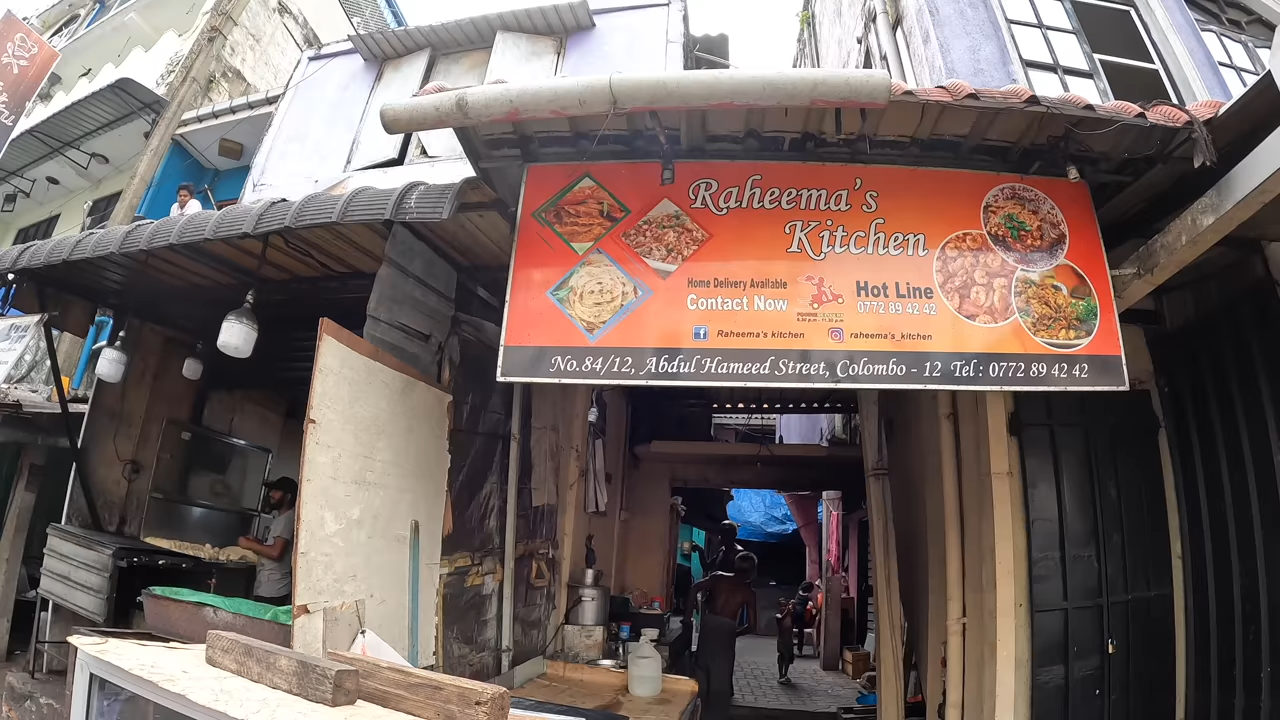 Raheema's
Kitchen
Home Delivery Available
Contact Now
Hot Line
0772 89 42 42
Raheema's kitchen
raheema's_kitchen
No.84/12, Abdul Hameed Street, Colombo - 12 Tel : 0772 89 42 42